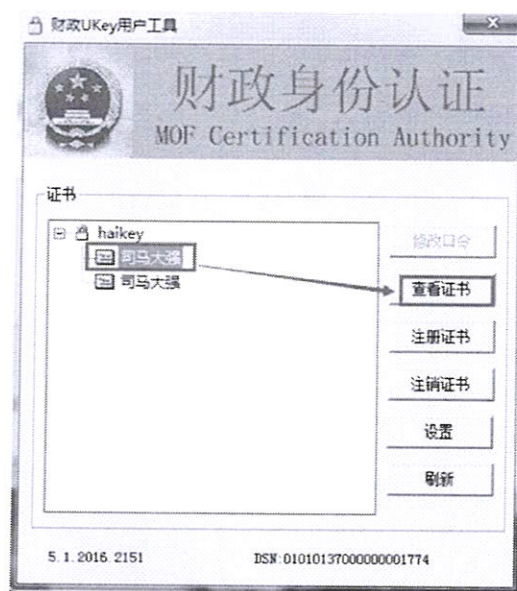 财政UKey用户工具
财政身份认证
MOF Certification Authority
证书
haikey
司马大强
司马大强
修改口令
查看证书
注册证书
注销证书
设置
刷新
5.1.2016.2151
DSN:01010137000000001774